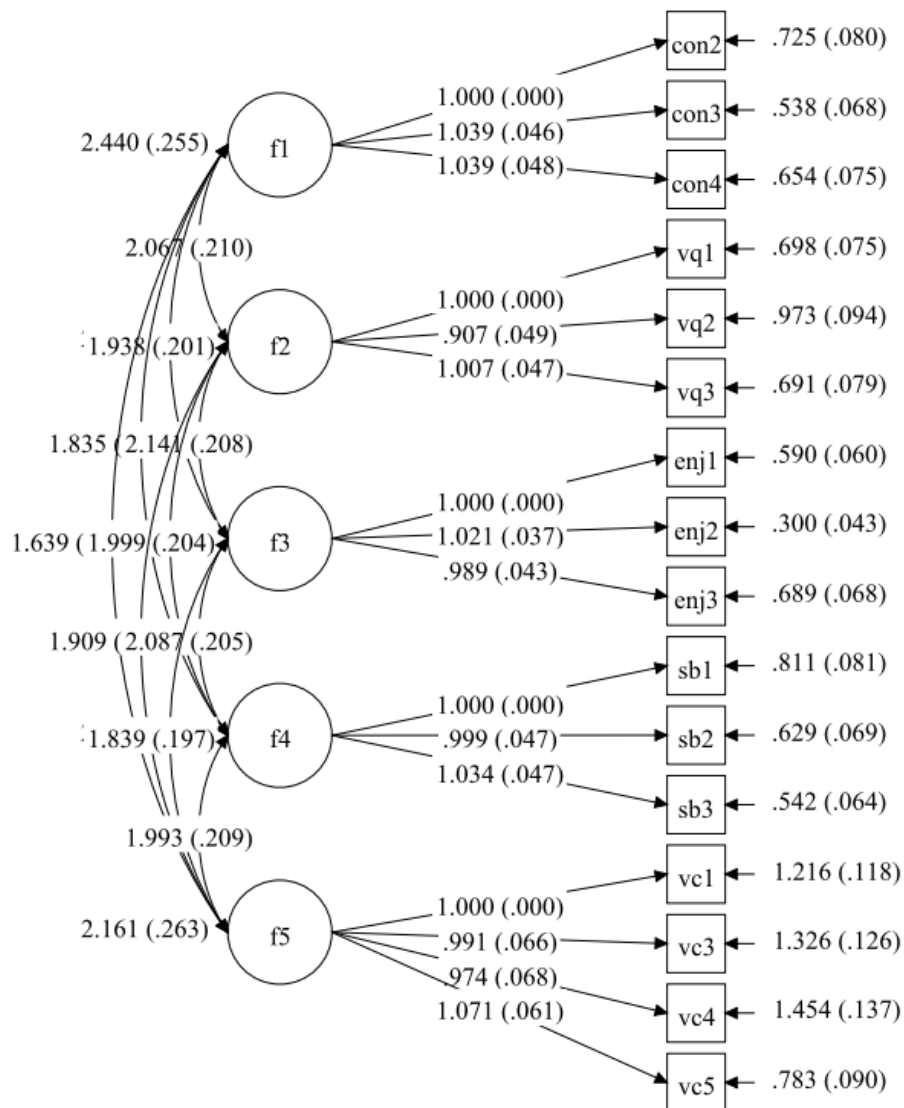 con2 .725 (.080)
1.000 (.000)
con3 .538 (.068)
2.440 (.255) f1 1.039 (.046)
1.039 (.048) con4 .654 (.075)
2.067 (.210) vq1 .698 (.075)
1.000 (.000)
vq2 .973 (.094)
1.938 (.201) f2 .907 (.049)
1.007 (.047) vq3 .691 (.079)
1.835 ( 2.141 (.208) enj1 .590 (.060)
1.000 (.000)
enj2 .300 (.043)
1.639 ( 1.999 (.204) f3 1.021 (.037)
.989 (.043) enj3 .689 (.068)
1.909 ( 2.087 (.205) sb1 .811 (.081)
1.000 (.000)
1.839 (.197) f4 .999 (.047) sb2 .629 (.069)
1.034 (.047) sb3 .542 (.064)
1.993 (.209)
vc1 1.216 (.118)
1.000 (.000)
2.161 (.263) f5 .991 (.066) vc3 1.326 (.126)
.974 (.068)
1.071 (.061) vc4 1.454 (.137)
vc5 .783 (.090)